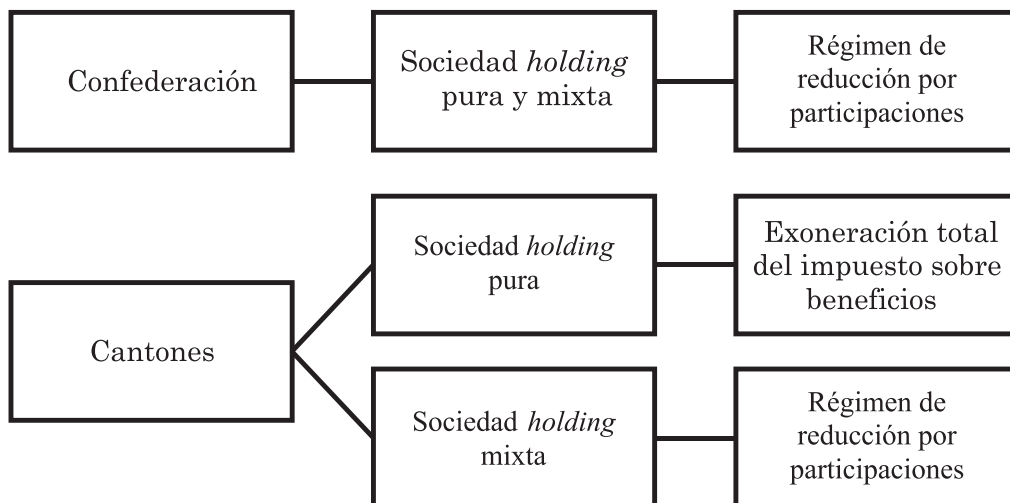 Confederación
Sociedad holding
pura y mixta
Régimen de
reducción por
participaciones
Cantones
Sociedad holding
pura
Exoneración total
del impuesto sobre
beneficios
Sociedad holding
mixta
Régimen de
reducción por
participaciones